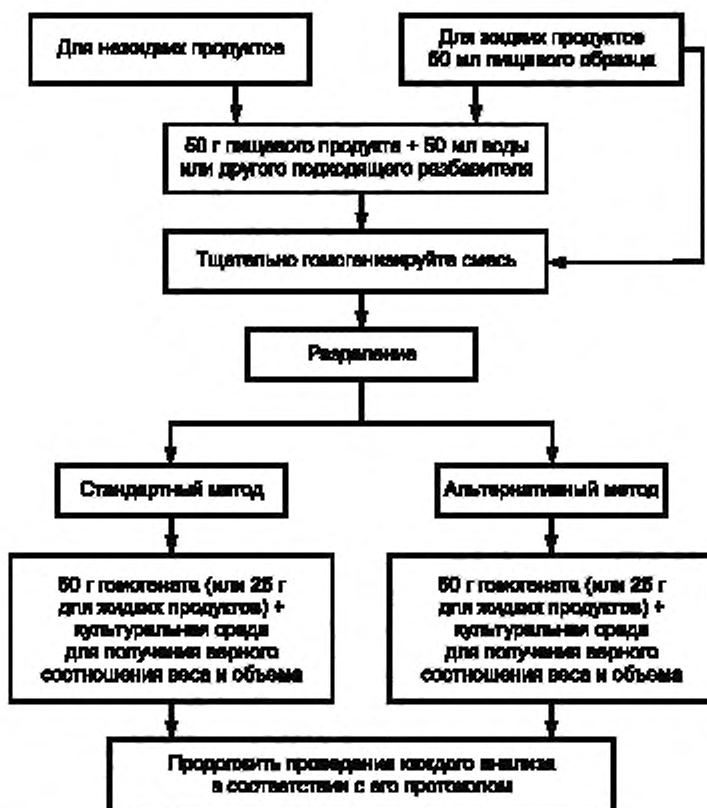 Для нежидких продуктов
Для жидких продуктов
50 мл пищевого образца
50 г пищевого продукта + 50 мл воды
или другого подходящего разбавителя
Тщательно гомогенизируйте смесь
Разделение
Стандартный метод
Альтернативный метод
50 г гомогената (или 25 г
для жидких продуктов) +
культуральная среда
для получения верного
соотношения веса и объема
50 г гомогената (или 25 г
для жидких продуктов) +
культуральная среда
для получения верного
соотношения веса и объема
Продолжить проведения каждого анализа
в соответствии с его протоколом